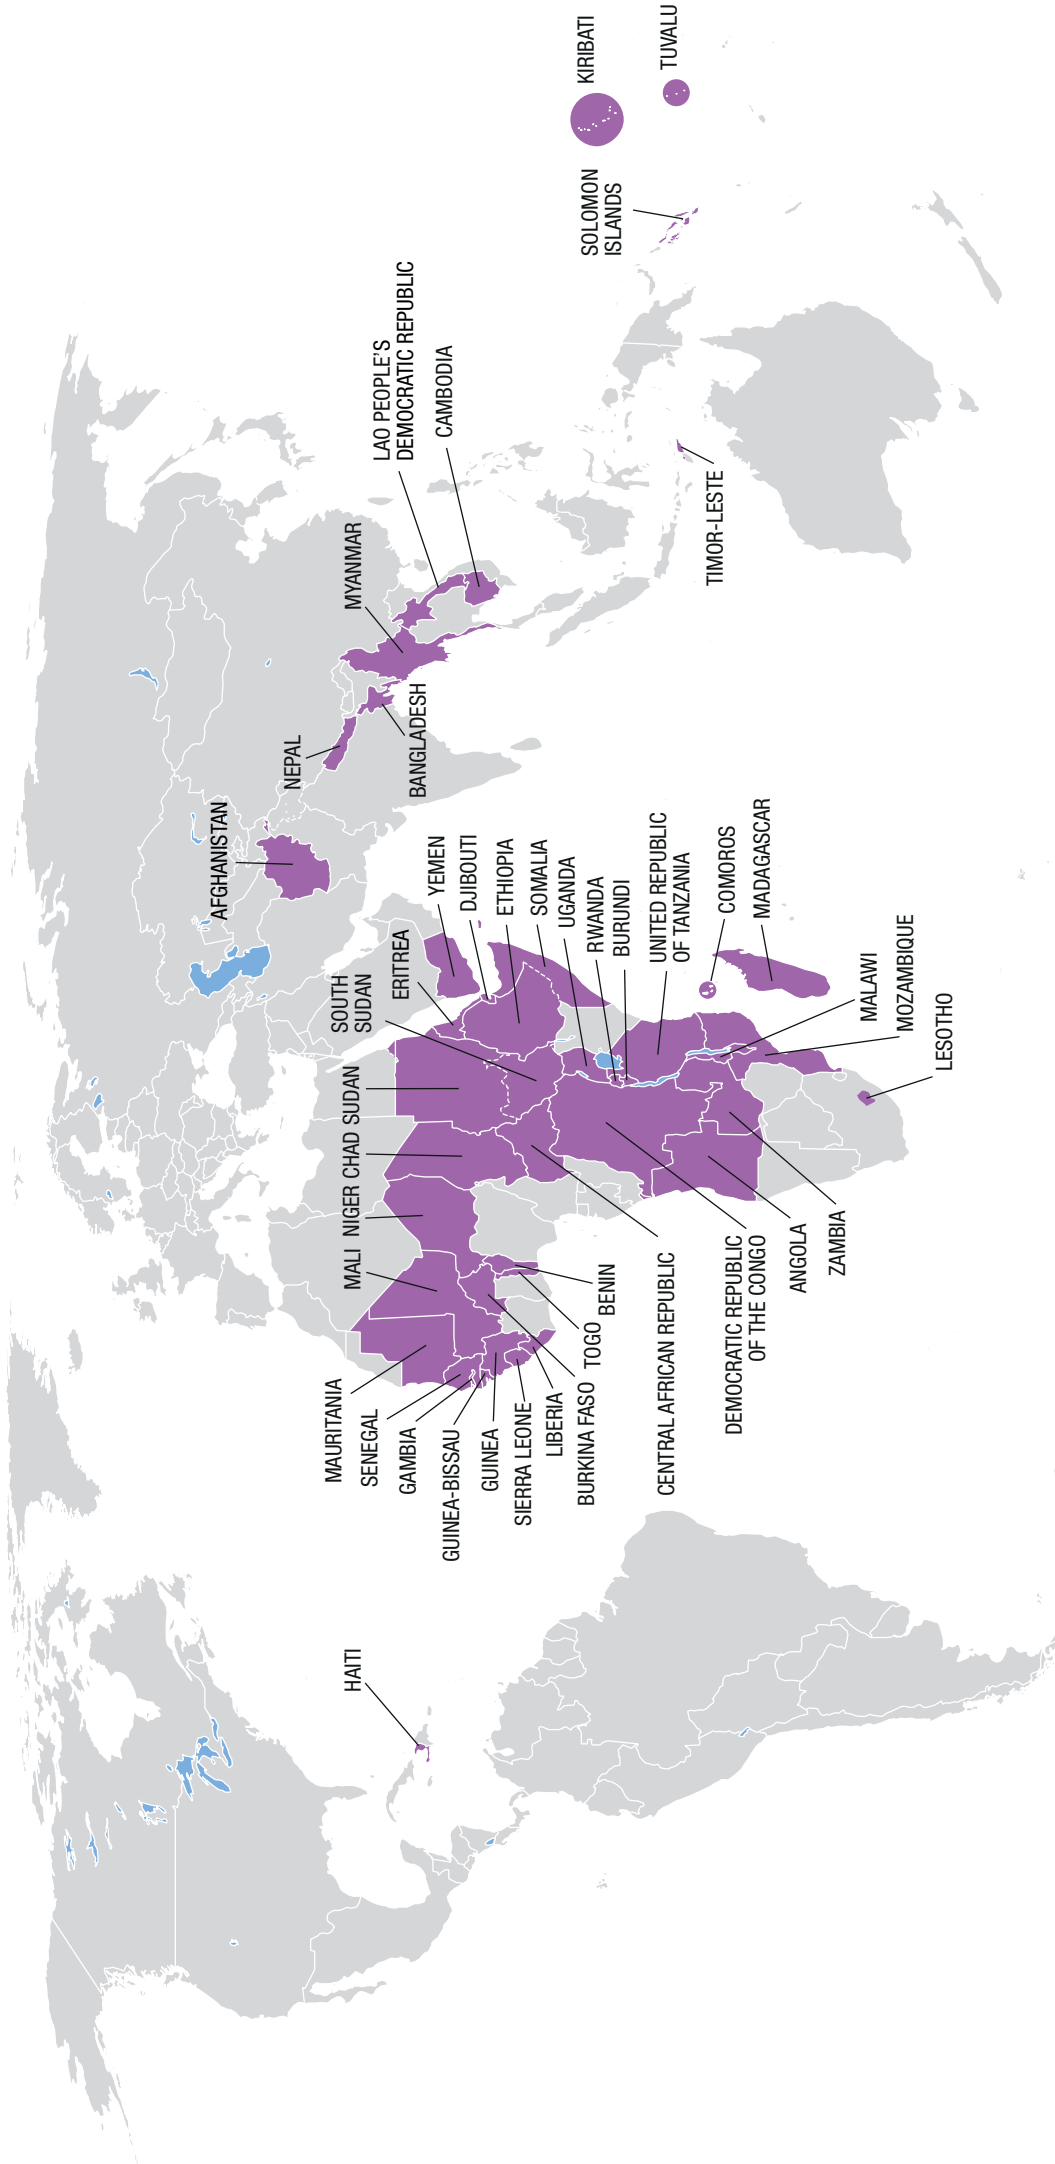 HAITI
MAURITANIA
SENEGAL
GAMBIA
GUINEA-BISSAU
GUINEA
SIERRA LEONE
LIBERIA
BURKINA FASO
TOGO
BENIN
MALI
NIGER
CHAD
SUDAN
SOUTH
SUDAN
ERITREA
CENTRAL AFRICAN REPUBLIC
DEMOCRATIC REPUBLIC
OF THE CONGO
ANGOLA
ZAMBIA
YEMEN
DJIBOUTI
ETHIOPIA
SOMALIA
UGANDA
RWANDA
BURUNDI
UNITED REPUBLIC
OF TANZANIA
COMOROS
MADAGASCAR
MALAWI
MOZAMBIQUE
LESOTHO
AFGHANISTAN
NEPAL
BANGLADESH
MYANMAR
LAO PEOPLE'S
DEMOCRATIC REPUBLIC
CAMBODIA
TIMOR-LESTE
SOLOMON
ISLANDS
KIRIBATI
TUVALU